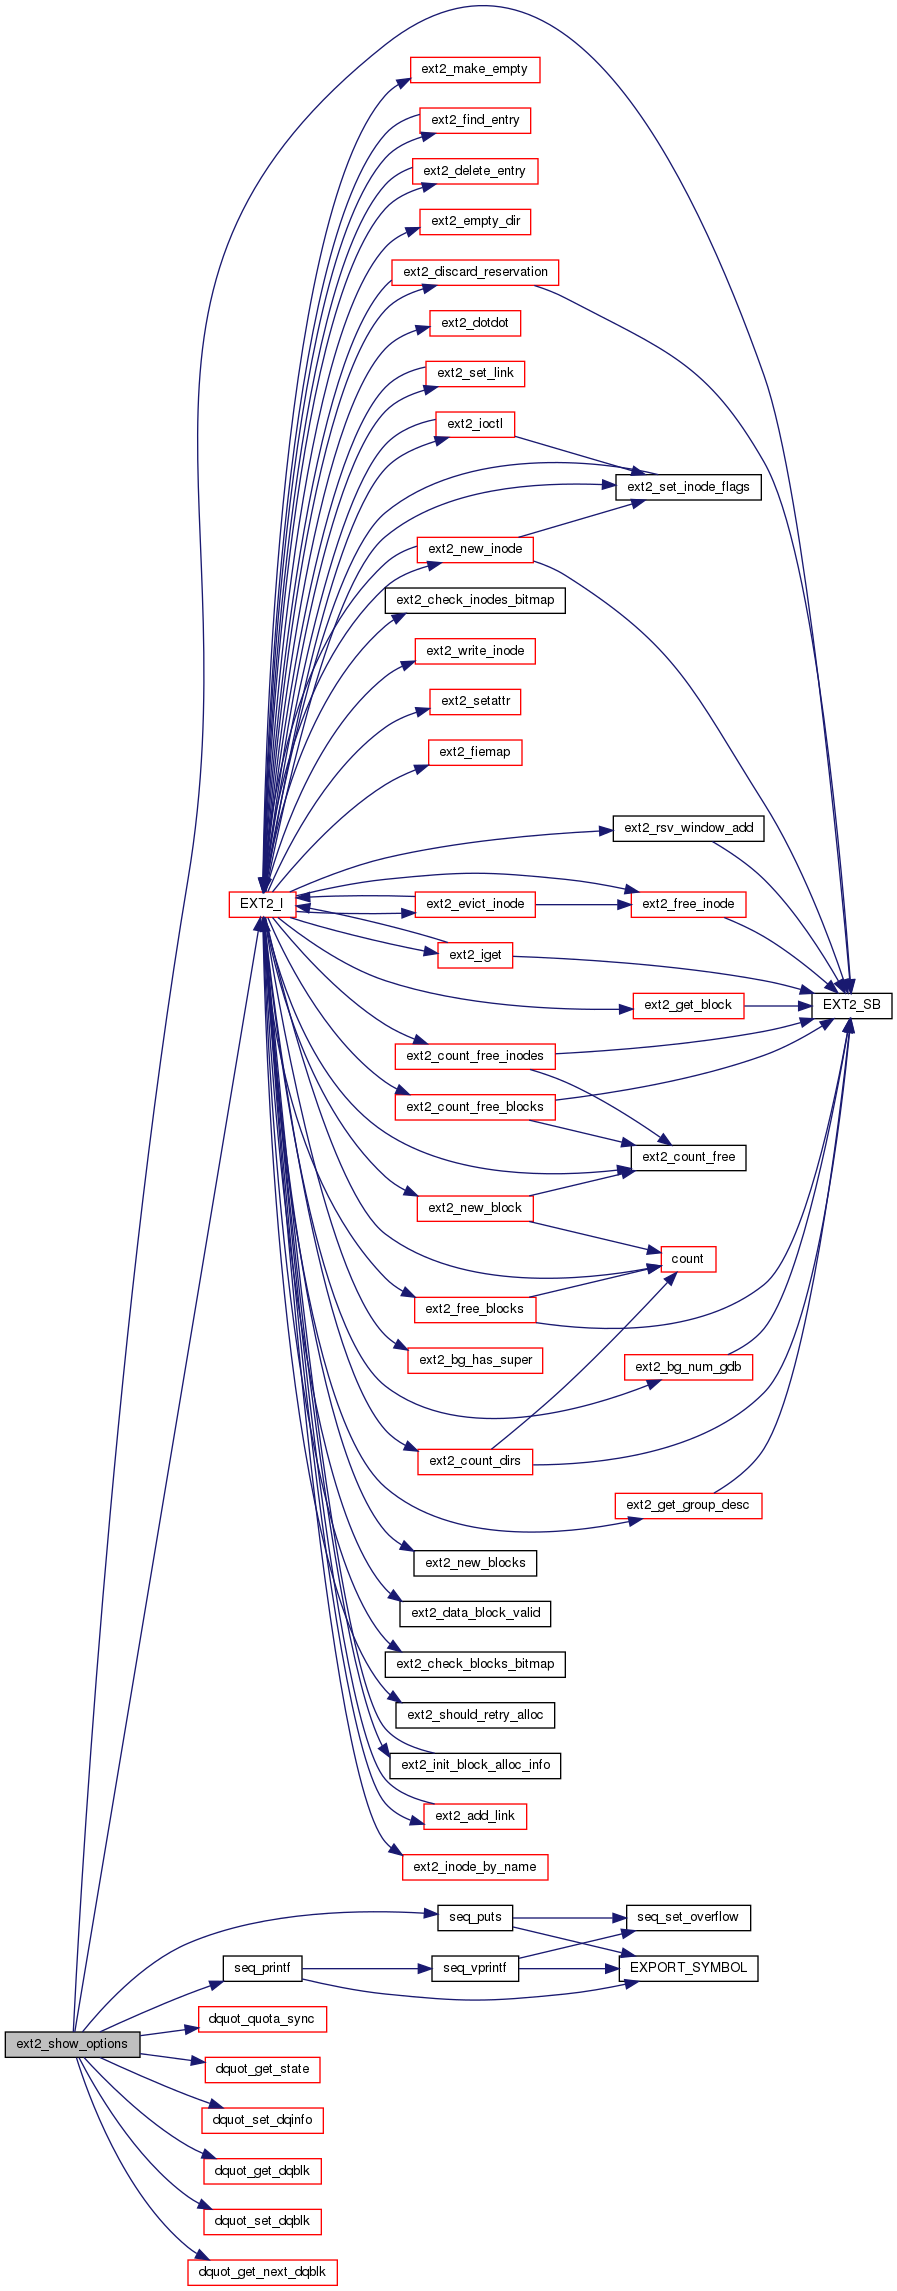 ext2_make_empty
ext2_find_entry
ext2_delete_entry
ext2_empty_dir
ext2_discard_reservation
ext2_dotdot
ext2_set_link
ext2_ioctl
ext2_set_inode_flags
ext2_new_inode
ext2_check_inodes_bitmap
ext2_write_inode
ext2_setattr
ext2_fiemap
ext2_rsv_window_add
EXT2_I
ext2_evict_inode
ext2_free_inode
ext2_iget
ext2_get_block
EXT2_SB
ext2_count_free_inodes
ext2_count_free_blocks
ext2_count_free
ext2_new_block
count
ext2_free_blocks
ext2_bg_has_super
ext2_bg_num_gdb
ext2_count_dirs
ext2_get_group_desc
ext2_new_blocks
ext2_data_block_valid
ext2_check_blocks_bitmap
ext2_should_retry_alloc
ext2_init_block_alloc_info
ext2_add_link
ext2_inode_by_name
seq_puts
seq_set_overflow
seq_printf
seq_vprintf
EXPORT_SYMBOL
dquot_quota_sync
ext2_show_options
dquot_get_state
dquot_set_dqinfo
dquot_get_dqblk
dquot_set_dqblk
dquot_get_next_dqblk